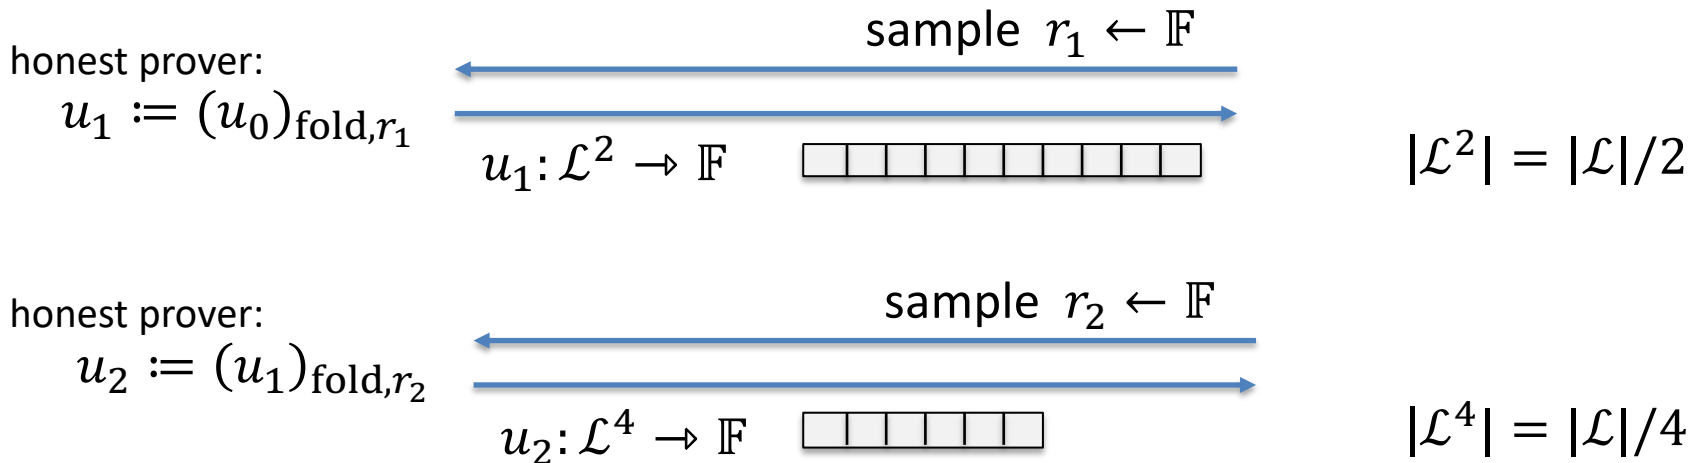 sample r₁ ← 𝔽
honest prover:
u₁ ≔ (u₀)fold,r₁
u₁: ℒ² → 𝔽
|ℒ²| = |ℒ|/2
sample r₂ ← 𝔽
honest prover:
u₂ ≔ (u₁)fold,r₂
u₂: ℒ⁴ → 𝔽
|ℒ⁴| = |ℒ|/4